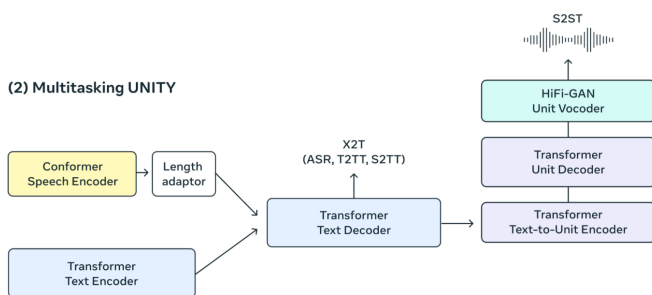 S2ST
(2) Multitasking UNITY
HiFi-GAN
Unit Vocoder
X2T
(ASR, T2TT, S2TT)
Conformer
Speech Encoder
Length
adaptor
Transformer
Unit Decoder
Transformer
Text Decoder
Transformer
Text-to-Unit Encoder
Transformer
Text Encoder